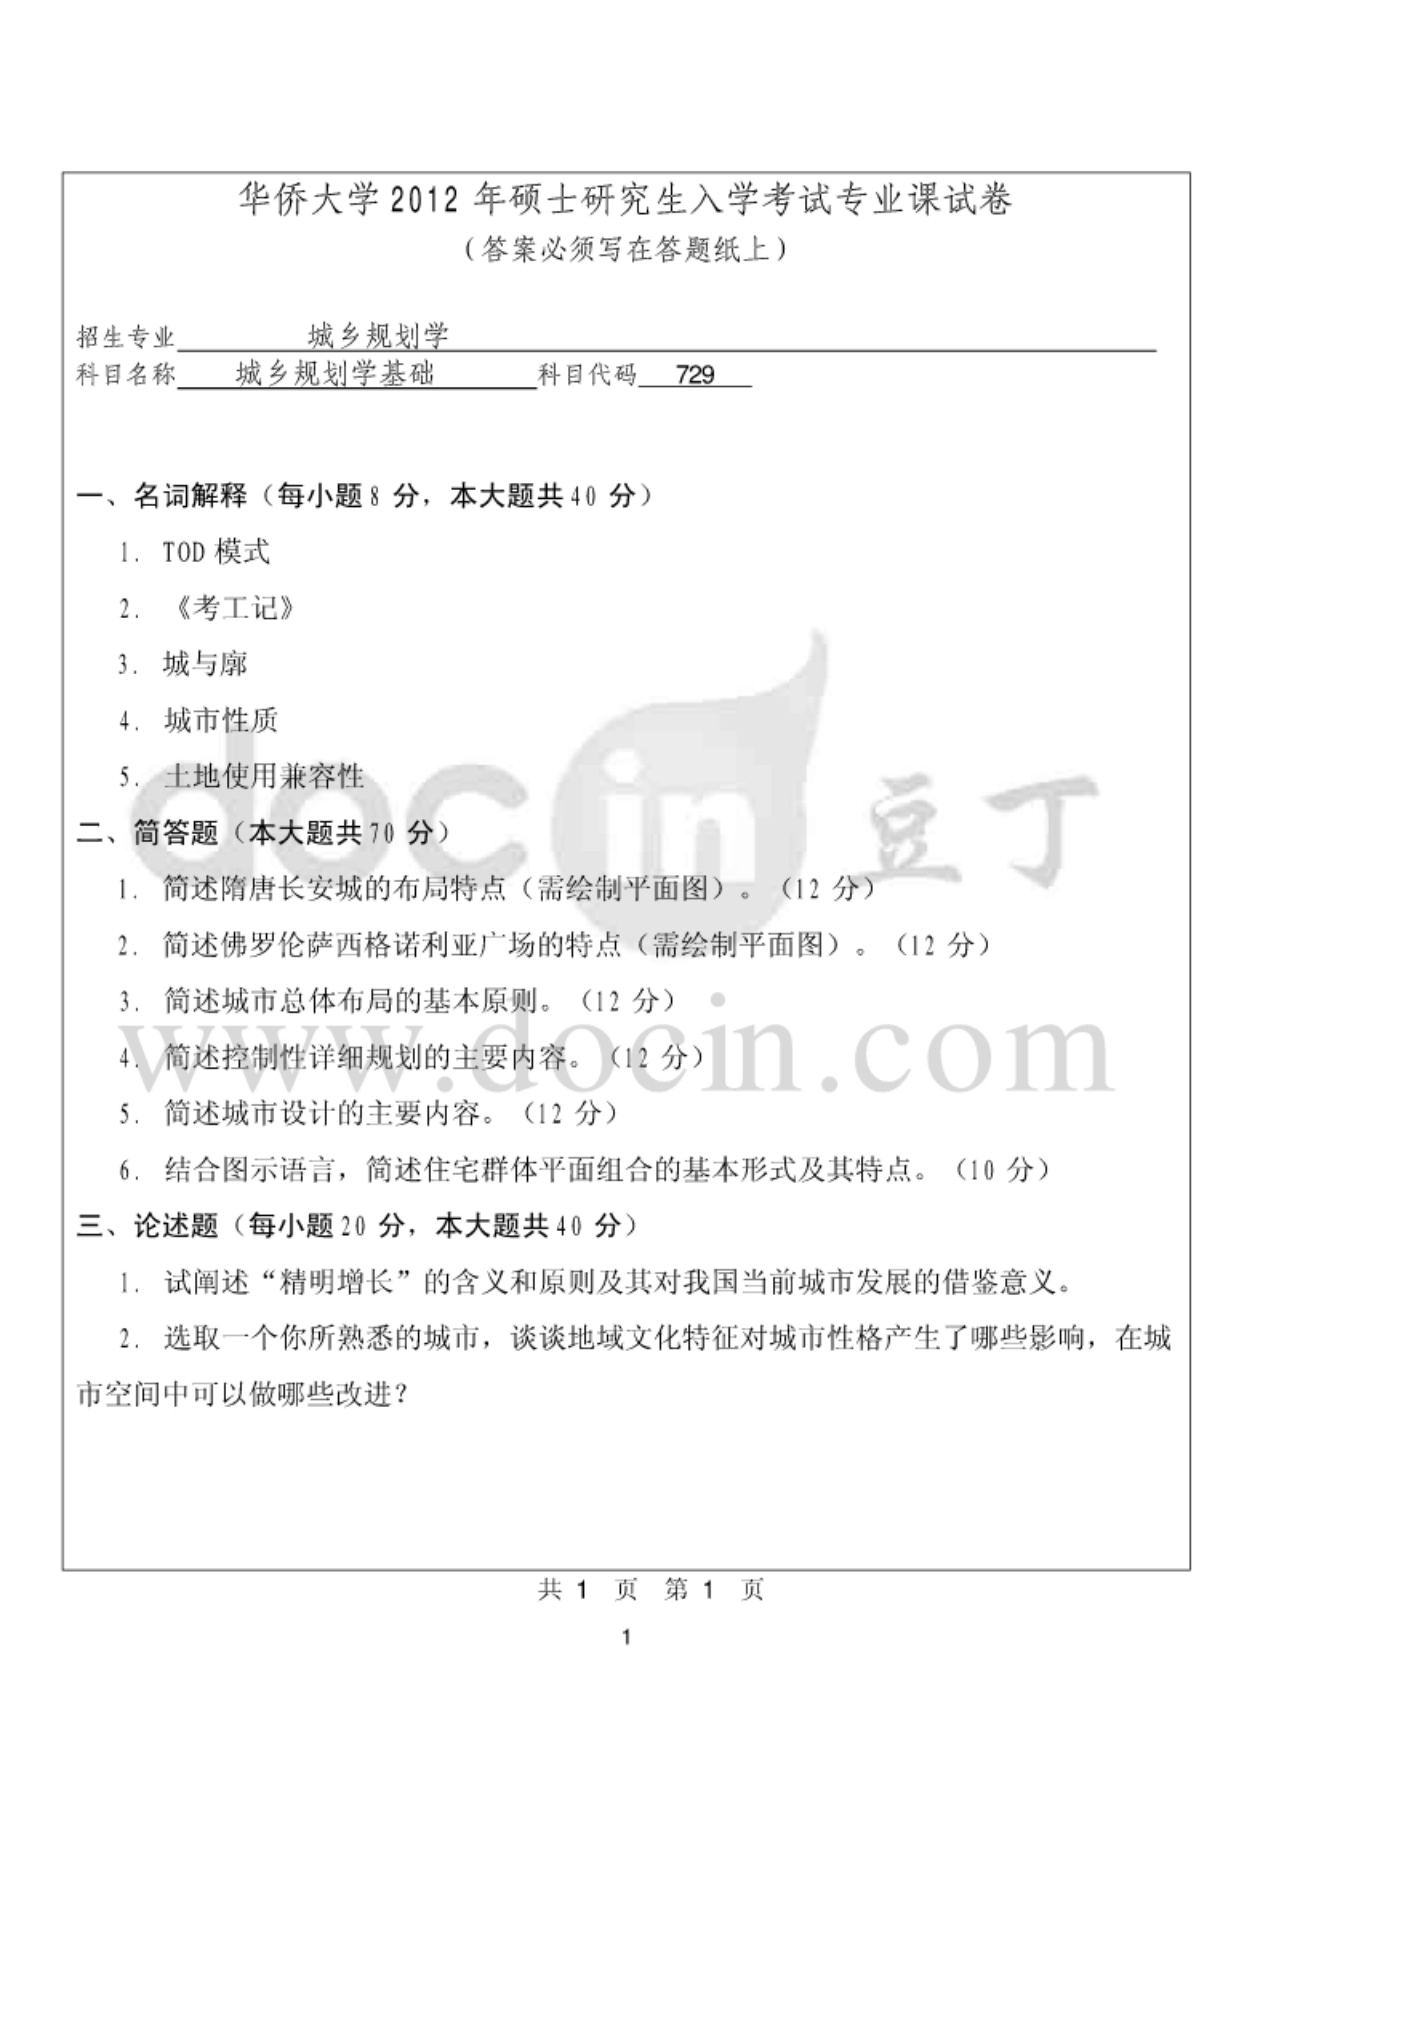 华侨大学 2012 年硕士研究生入学考试专业课试卷
（答案必须写在答题纸上）
招生专业 城乡规划学
科目名称 城乡规划学基础 科目代码 729
一、名词解释（每小题 8 分，本大题共 40 分）
1. TOD 模式
2. 《考工记》
3. 城与廓
4. 城市性质
5. 土地使用兼容性
二、简答题（本大题共 70 分）
1. 简述隋唐长安城的布局特点（需绘制平面图）。（12 分）
2. 简述佛罗伦萨西格诺利亚广场的特点（需绘制平面图）。（12 分）
3. 简述城市总体布局的基本原则。（12 分）
4. 简述控制性详细规划的主要内容。（12 分）
5. 简述城市设计的主要内容。（12 分）
6. 结合图示语言，简述住宅群体平面组合的基本形式及其特点。（10 分）
三、论述题（每小题 20 分，本大题共 40 分）
1. 试阐述“精明增长”的含义和原则及其对我国当前城市发展的借鉴意义。
2. 选取一个你所熟悉的城市，谈谈地域文化特征对城市性格产生了哪些影响，在城
市空间中可以做哪些改进？
共 1 页 第 1 页
1
docin 豆丁
www.docin.com